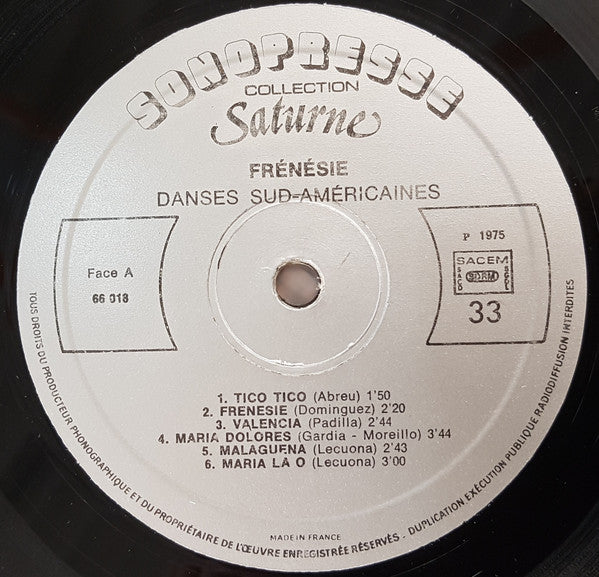 SONOPRESSE
COLLECTION
Saturne
FRÉNÉSIE
DANSES SUD-AMÉRICAINES
Face A
66 018
P 1975
SACEM
SACD SDRM SGDL
33
1. TICO TICO (Abreu) 1'50
2. FRENESIE (Dominguez) 2'20
3. VALENCIA (Padilla) 2'44
4. MARIA DOLORES (Gardia - Moreillo) 3'44
5. MALAGUENA (Lecuona) 2'43
6. MARIA LA O (Lecuona) 3'00
MADE IN FRANCE
TOUS DROITS DU PRODUCTEUR PHONOGRAPHIQUE ET DU PROPRIÉTAIRE DE L'ŒUVRE ENREGISTRÉE RÉSERVÉS - DUPLICATION EXÉCUTION PUBLIQUE RADIODIFFUSION INTERDITES